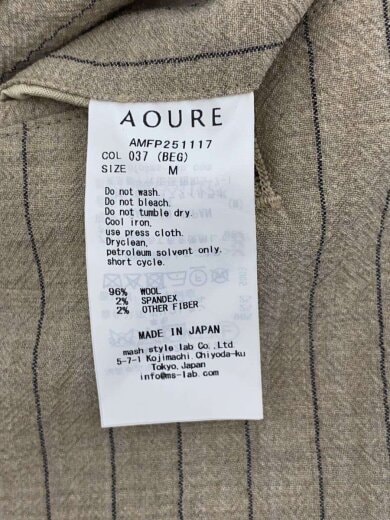 AOURE
AMFP251117
COL 037 (BEG)
SIZE M
Do not wash.
Do not bleach.
Do not tumble dry.
Cool iron.
use press cloth.
Dryclean,
petroleum solvent only.
short cycle.
96% WOOL
2% SPANDEX
2% OTHER FIBER
MADE IN JAPAN
mash style lab Co.,Ltd.
5-7-1 Kojimachi,Chiyoda-ku
Tokyo,Japan
info@ms-lab.com